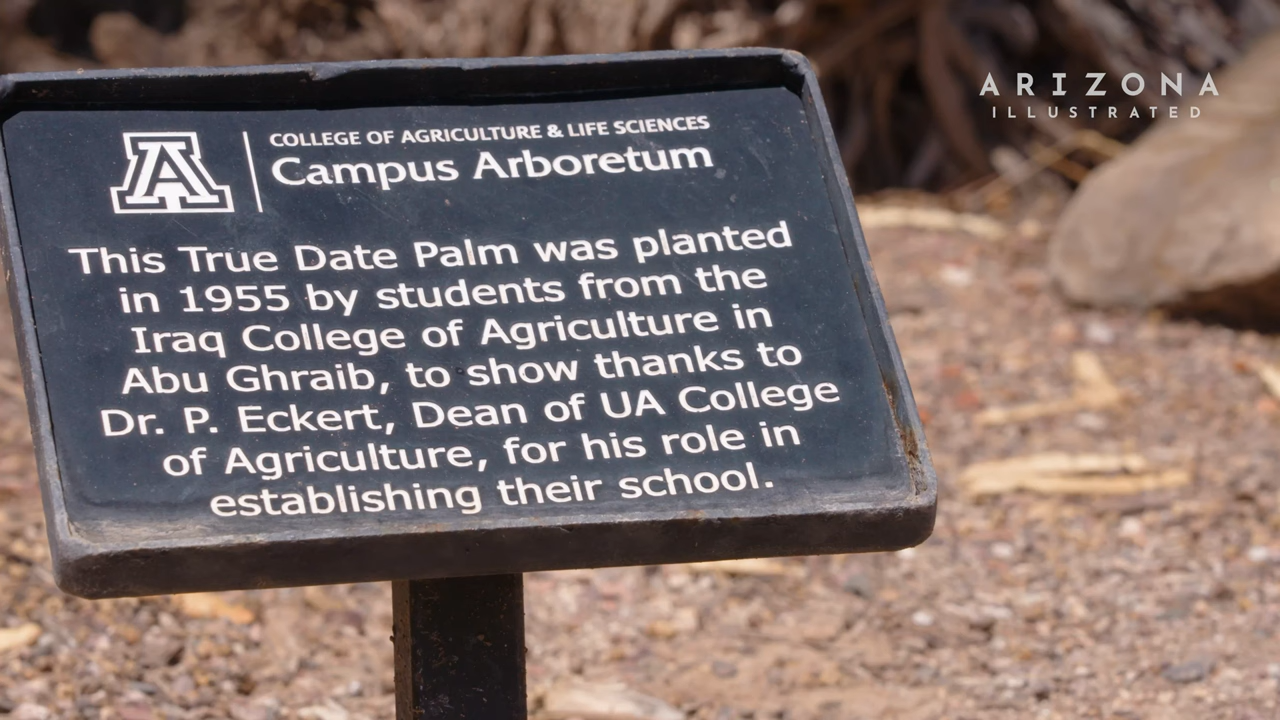 ARIZONA
ILLUSTRATED
A
COLLEGE OF AGRICULTURE & LIFE SCIENCES
Campus Arboretum
This True Date Palm was planted
in 1955 by students from the
Iraq College of Agriculture in
Abu Ghraib, to show thanks to
Dr. P. Eckert, Dean of UA College
of Agriculture, for his role in
establishing their school.